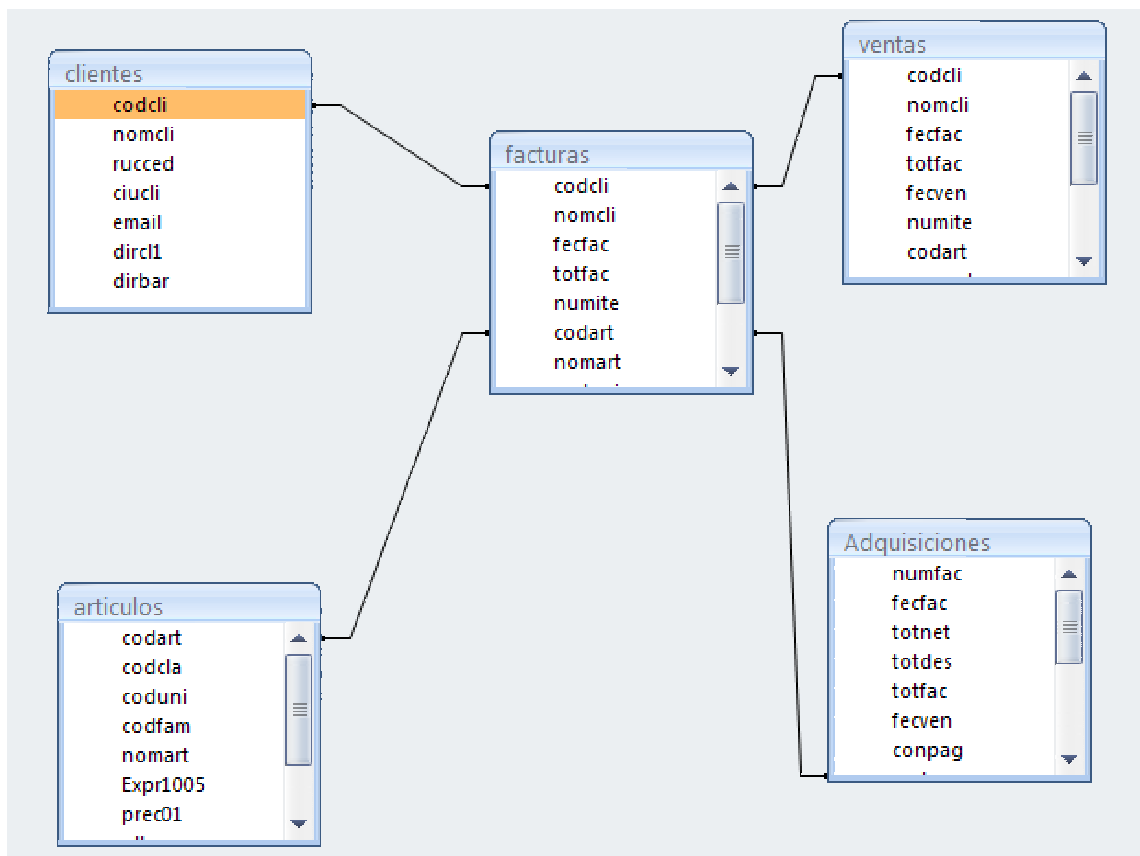 clientes
codcli
nomcli
rucced
ciucli
email
dircl1
dirbar
facturas
codcli
nomcli
fecfac
totfac
numite
codart
nomart
ventas
codcli
nomcli
fecfac
totfac
fecven
numite
codart
articulos
codart
codcla
coduni
codfam
nomart
Expr1005
prec01
Adquisiciones
numfac
fecfac
totnet
totdes
totfac
fecven
conpag